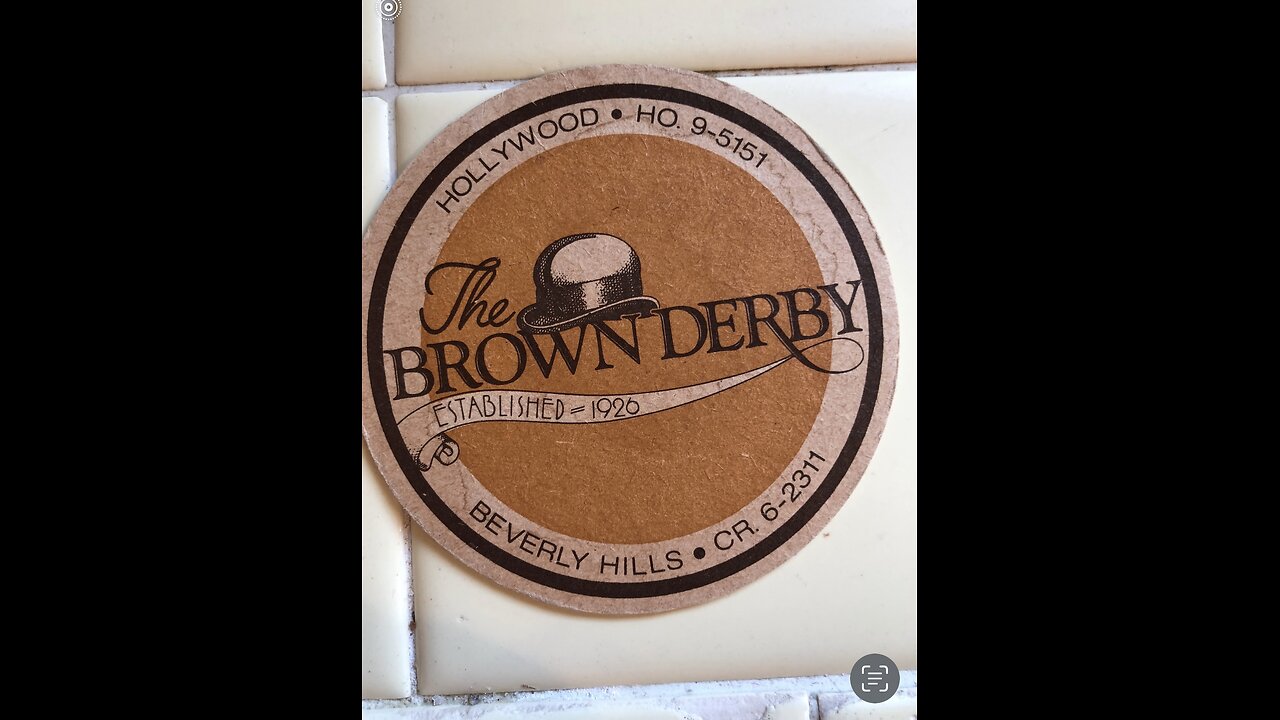 HOLLYWOOD • HO. 9-5151
The
BROWN DERBY
ESTABLISHED = 1926
BEVERLY HILLS • CR. 6-2311